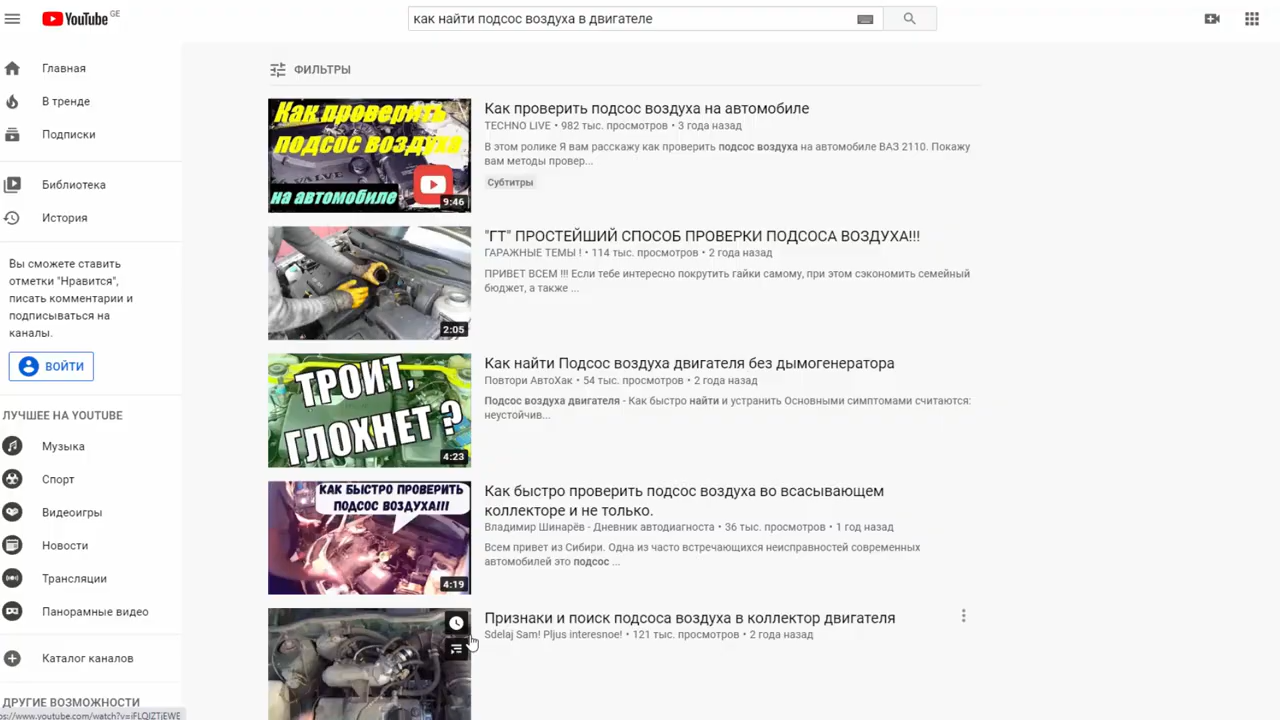 YouTube GE
как найти подсос воздуха в двигателе
Главная
В тренде
Подписки
Библиотека
История
Вы сможете ставить
отметки "Нравится",
писать комментарии и
подписываться на
каналы.
ВОЙТИ
ЛУЧШЕЕ НА YOUTUBE
Музыка
Спорт
Видеоигры
Новости
Трансляции
Панорамные видео
Каталог каналов
ДРУГИЕ ВОЗМОЖНОСТИ
ФИЛЬТРЫ
Как проверить
подсос воздуха
на автомобиле
9:46
Как проверить подсос воздуха на автомобиле
TECHNO LIVE • 982 тыс. просмотров • 3 года назад
В этом ролике Я вам расскажу как проверить подсос воздуха на автомобиле ВАЗ 2110. Покажу
вам методы провер...
Субтитры
2:05
"ГТ" ПРОСТЕЙШИЙ СПОСОБ ПРОВЕРКИ ПОДСОСА ВОЗДУХА!!!
ГАРАЖНЫЕ ТЕМЫ ! • 114 тыс. просмотров • 2 года назад
ПРИВЕТ ВСЕМ !!! Если тебе интересно покрутить гайки самому, при этом сэкономить семейный
бюджет, а также ...
ТРОИТ,
ГЛОХНЕТ ?
4:23
Как найти Подсос воздуха двигателя без дымогенератора
Повтори АвтоХак • 54 тыс. просмотров • 2 года назад
Подсос воздуха двигателя - Как быстро найти и устранить Основными симптомами считаются:
неустойчив...
КАК БЫСТРО ПРОВЕРИТЬ
ПОДСОС ВОЗДУХА!!!
4:19
Как быстро проверить подсос воздуха во всасывающем
коллекторе и не только.
Владимир Шинарёв - Дневник автодиагноста • 36 тыс. просмотров • 1 год назад
Всем привет из Сибири. Одна из часто встречающихся неисправностей современных
автомобилей это подсос ...
Признаки и поиск подсоса воздуха в коллектор двигателя
Sdelaj Sam! Pljus interesnoe! • 121 тыс. просмотров • 2 года назад